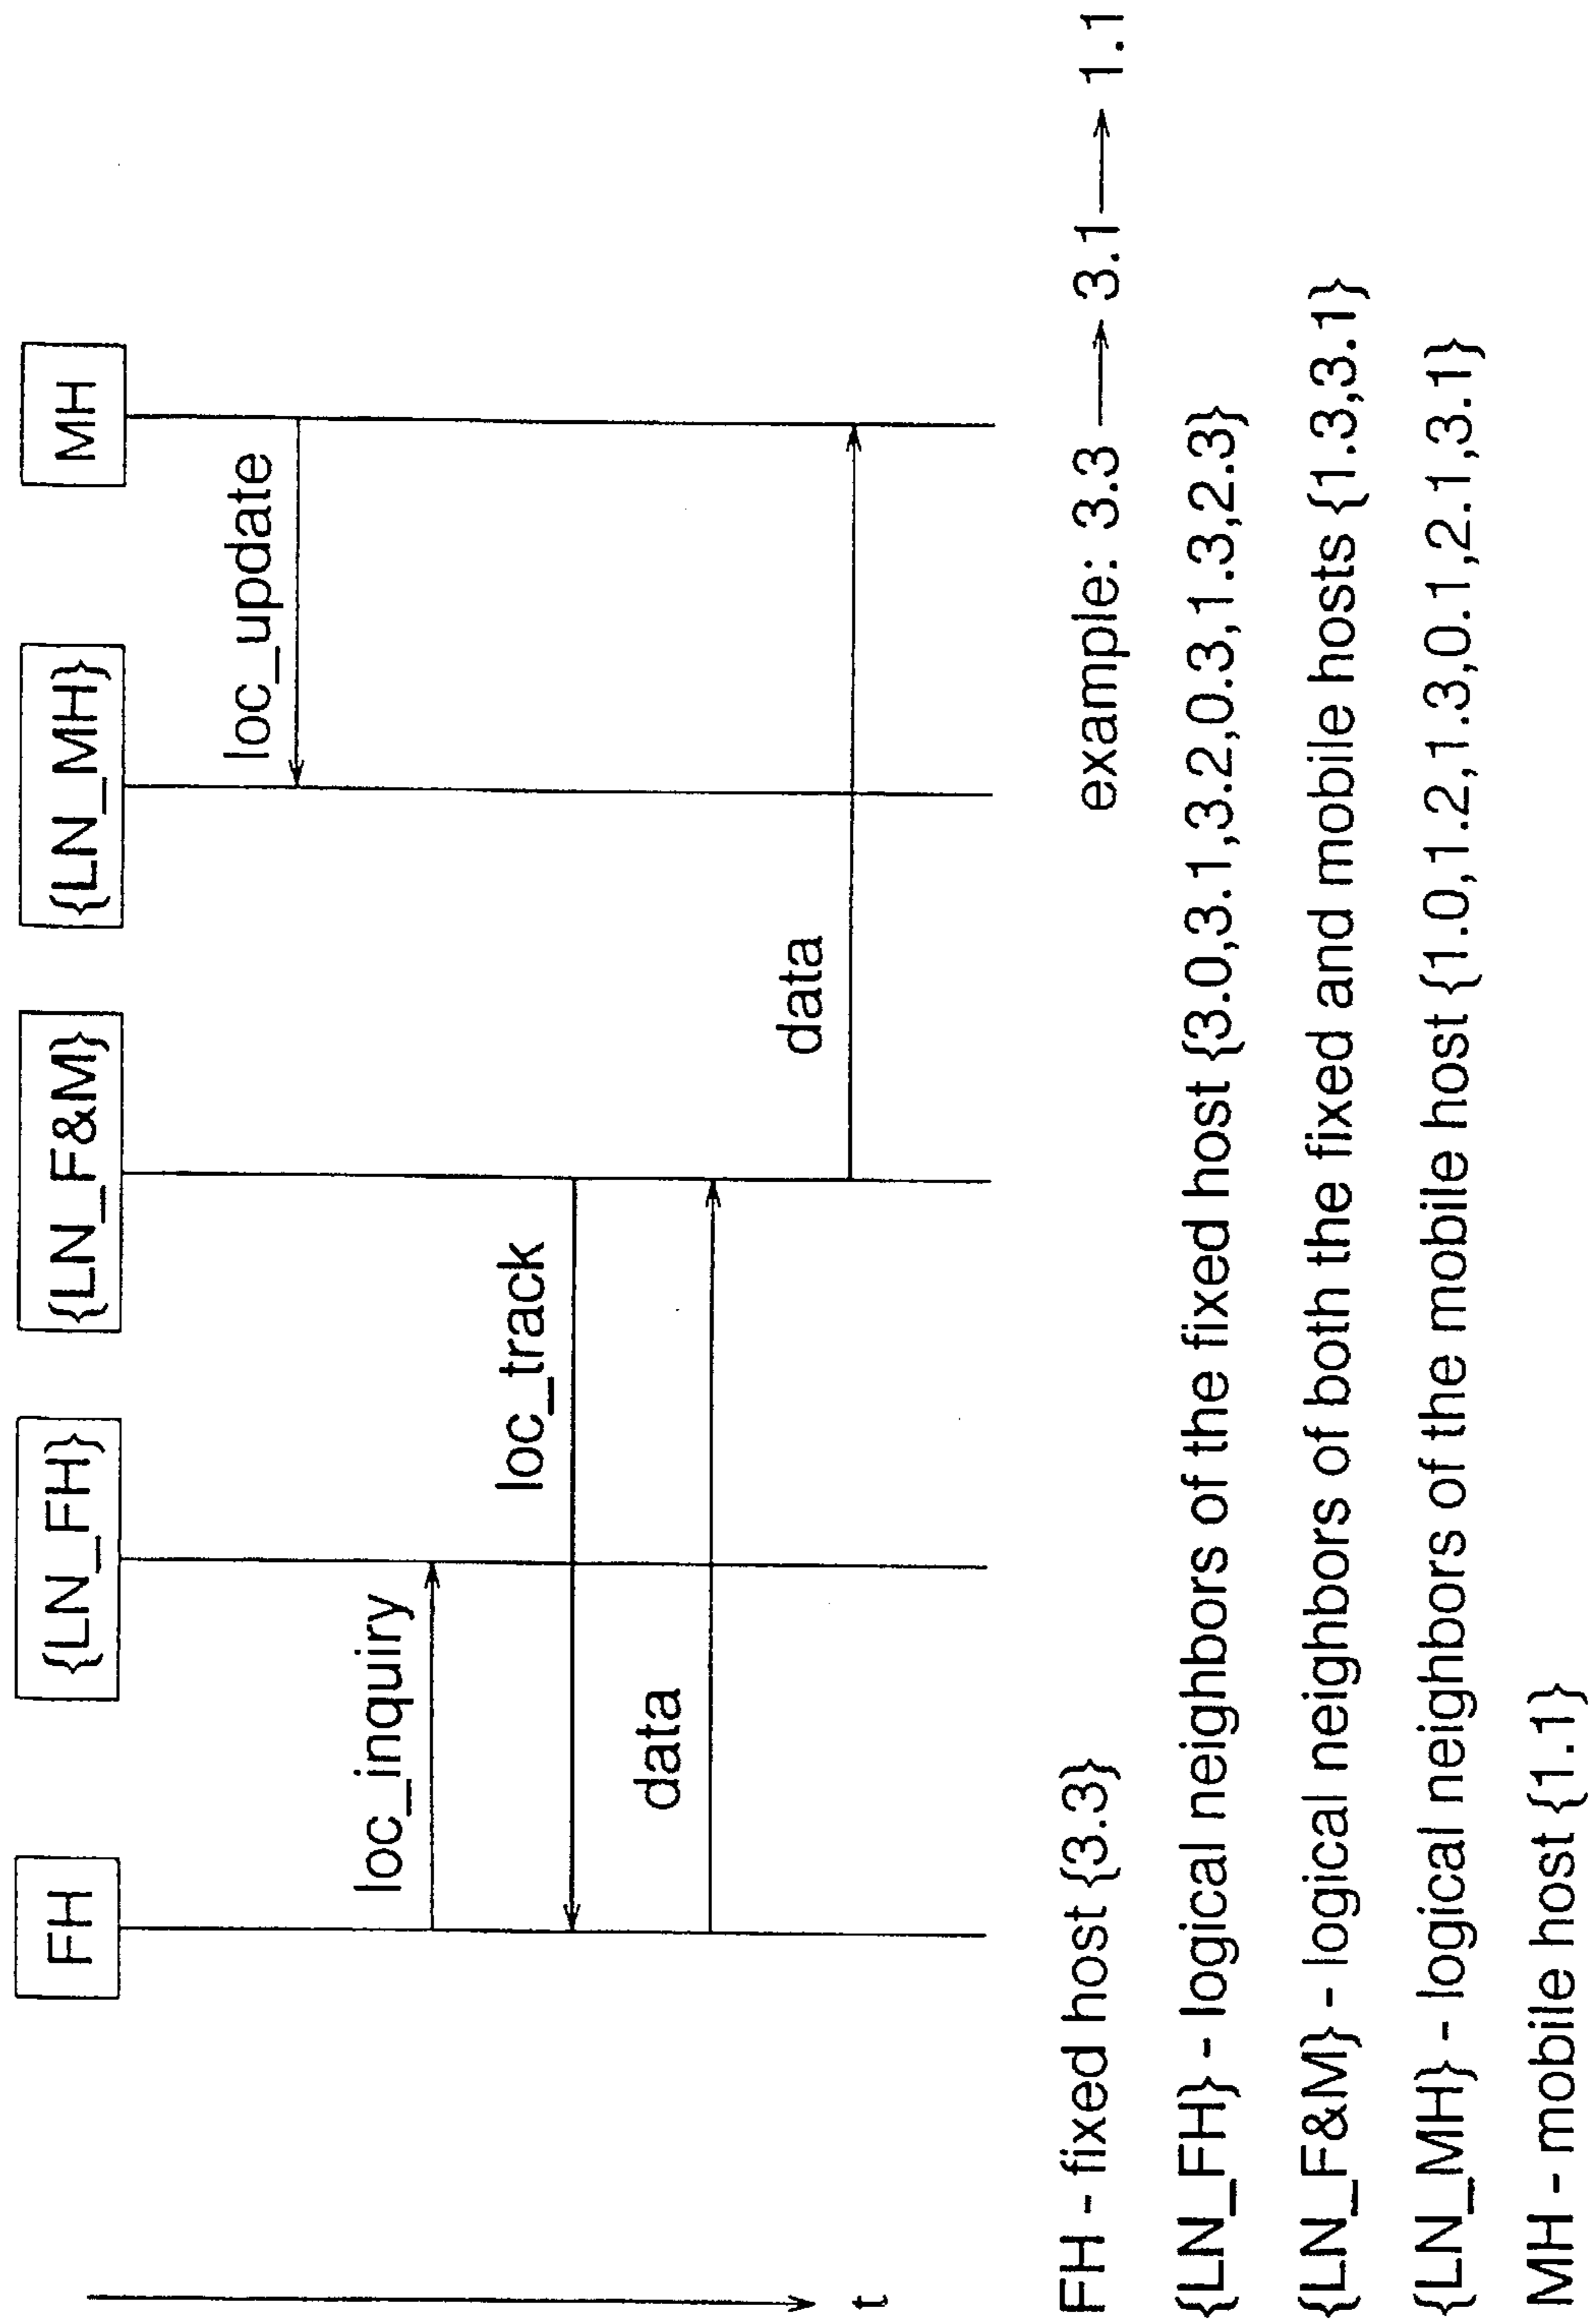 FH
{LN_FH}
{LN_F&M}
{LN_MH}
MH
loc_update
loc_inquiry
loc_track
data
data
t
FH - fixed host {3.3}
example: 3.3 → 3.1 → 1.1
{LN_FH} - logical neighbors of the fixed host {3.0,3.1,3.2,0.3,1.3,2.3}
{LN_F&M} - logical neighbors of both the fixed and mobile hosts {1.3,3.1}
{LN_MH} - logical neighbors of the mobile host {1.0,1.2,1.3,0.1,2.1,3.1}
MH - mobile host {1.1}